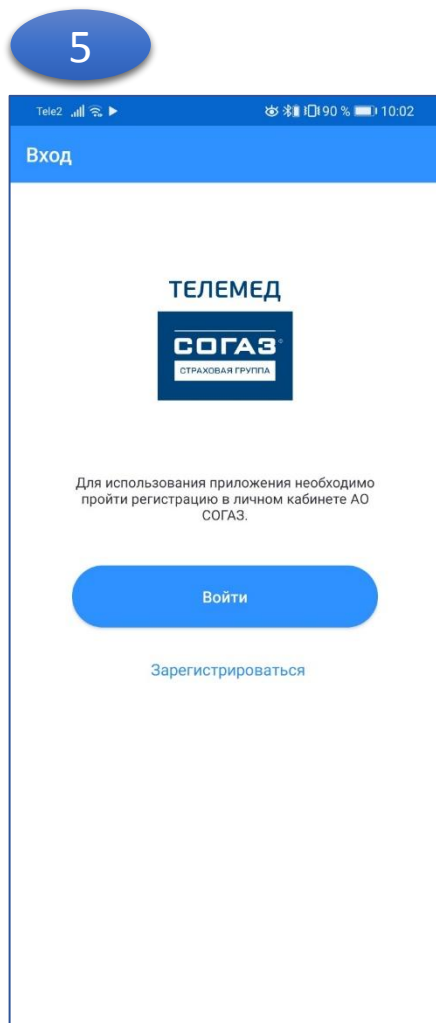 5
Tele2 90 % 10:02
Вход
ТЕЛЕМЕД
СОГАЗ®
СТРАХОВАЯ ГРУППА
Для использования приложения необходимо
пройти регистрацию в личном кабинете АО
СОГАЗ.
Войти
Зарегистрироваться